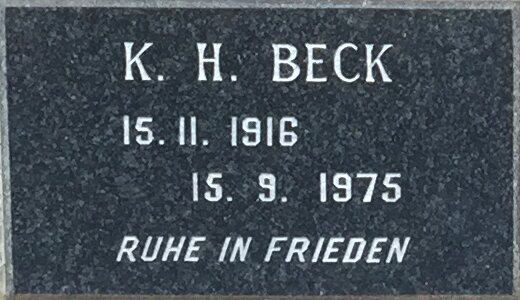 K. H. BECK
15. 11. 1916
15. 9. 1975
RUHE IN FRIEDEN